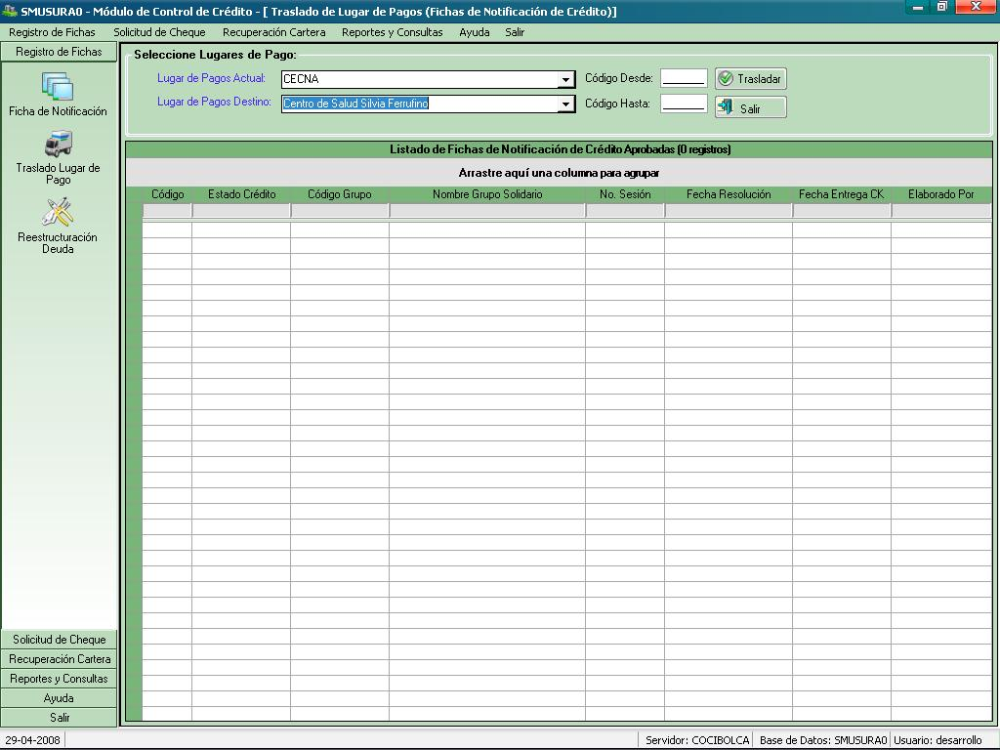 SMUSURA0 - Módulo de Control de Crédito - [ Traslado de Lugar de Pagos (Fichas de Notificación de Crédito)]
Registro de Fichas Solicitud de Cheque Recuperación Cartera Reportes y Consultas Ayuda Salir
Registro de Fichas
Ficha de Notificación
Traslado Lugar de
Pago
Reestructuración
Deuda
Seleccione Lugares de Pago:
Lugar de Pagos Actual: CECNA Código Desde: Trasladar
Lugar de Pagos Destino: Centro de Salud Silvia Ferrufino Código Hasta: Salir
Listado de Fichas de Notificación de Crédito Aprobadas (0 registros)
Arrastre aquí una columna para agrupar
Código Estado Crédito Código Grupo Nombre Grupo Solidario No. Sesión Fecha Resolución Fecha Entrega CK Elaborado Por
Solicitud de Cheque
Recuperación Cartera
Reportes y Consultas
Ayuda
Salir
29-04-2008 Servidor: COCIBOLCA Base de Datos: SMUSURA0 Usuario: desarrollo